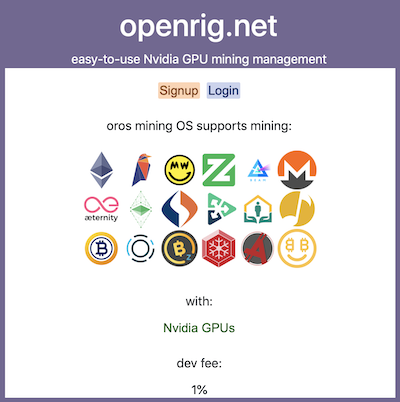 openrig.net
easy-to-use Nvidia GPU mining management
Signup Login
oros mining OS supports mining:
MW
BEAM
æternity
with:
Nvidia GPUs
dev fee:
1%